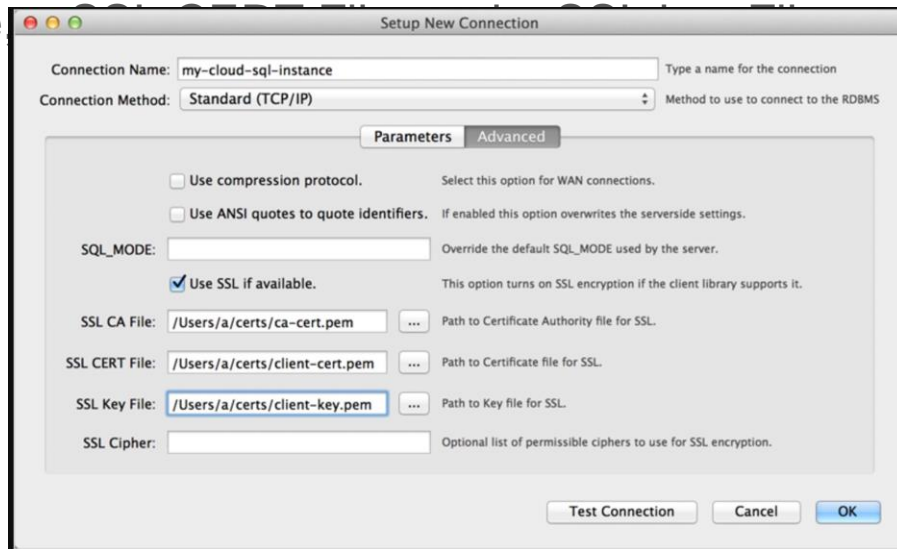 Setup New Connection
Connection Name: my-cloud-sql-instance Type a name for the connection
Connection Method: Standard (TCP/IP) Method to use to connect to the RDBMS
Parameters Advanced
Use compression protocol. Select this option for WAN connections.
Use ANSI quotes to quote identifiers. If enabled this option overwrites the serverside settings.
SQL_MODE: Override the default SQL_MODE used by the server.
Use SSL if available. This option turns on SSL encryption if the client library supports it.
SSL CA File: /Users/a/certs/ca-cert.pem ... Path to Certificate Authority file for SSL.
SSL CERT File: /Users/a/certs/client-cert.pem ... Path to Certificate file for SSL.
SSL Key File: /Users/a/certs/client-key.pem ... Path to Key file for SSL.
SSL Cipher: Optional list of permissible ciphers to use for SSL encryption.
Test Connection Cancel OK